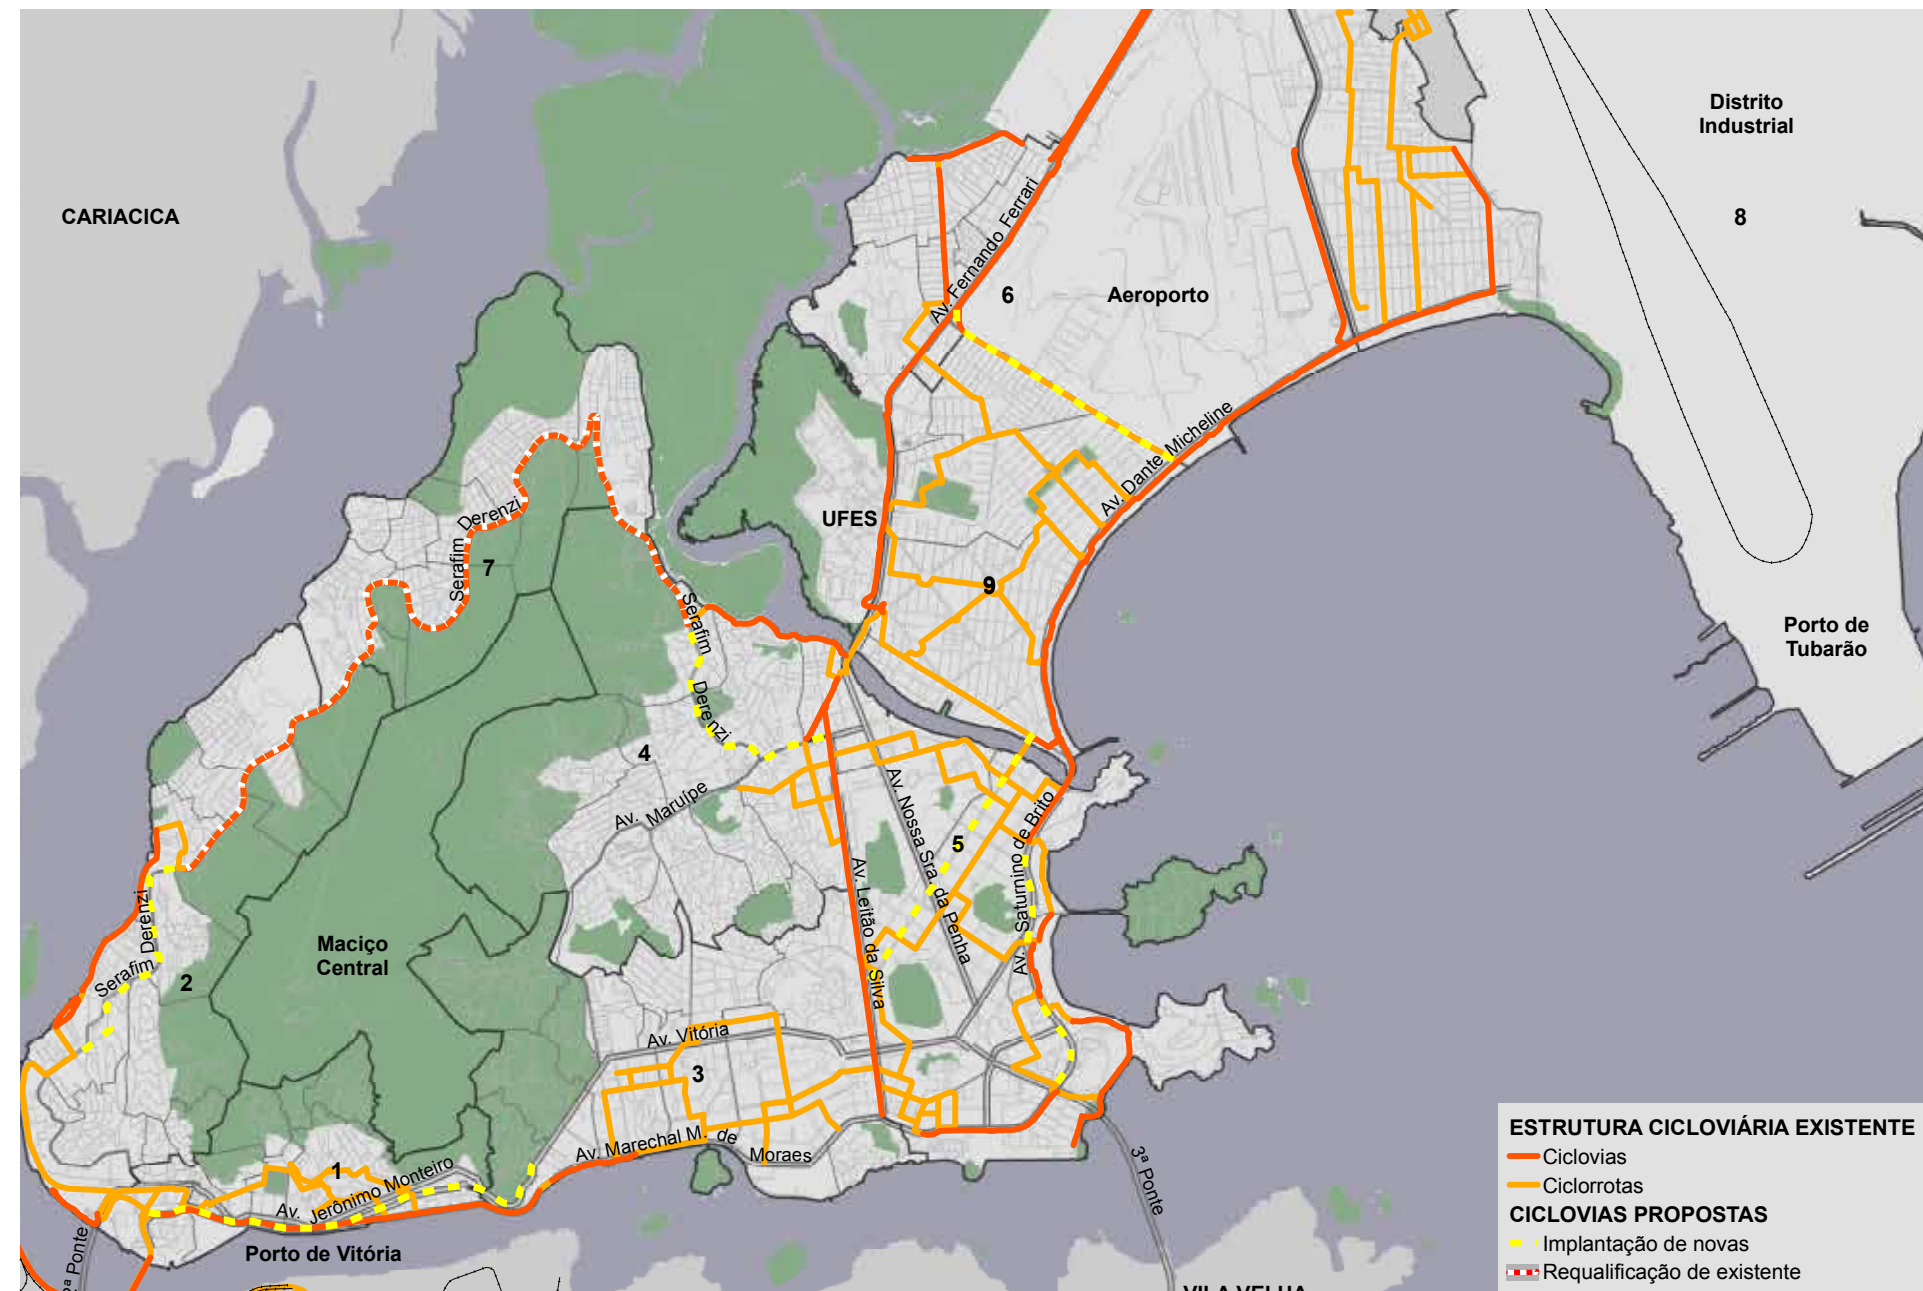 Distrito
Industrial
CARIACICA
8
Av. Fernando Ferrari
6
Aeroporto
Av. Dante Micheline
UFES
Serafim
Derenzi
7
9
Serafim
Derenzi
Porto de
Tubarão
4
Av. Maruípe
Av. Nossa Sra. da Penha
5
Av. Saturnino de Brito
Av. Leitão da Silva
Serafim Derenzi
Maciço
Central
2
Av. Vitória
3
Av. Marechal M. de Moraes
1
Av. Jerônimo Monteiro
3ª Ponte
2ª Ponte
Porto de Vitória
VILA VELHA
ESTRUTURA CICLOVIÁRIA EXISTENTE
Ciclovias
Ciclorrotas
CICLOVIAS PROPOSTAS
Implantação de novas
Requalificação de existente